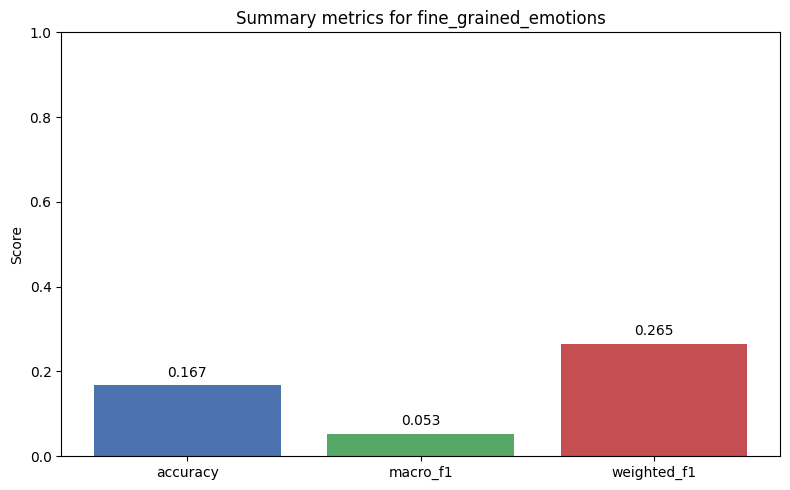 Summary metrics for fine_grained_emotions
1.0
0.8
0.6
0.4
0.2
0.0
Score
0.167
0.053
0.265
accuracy
macro_f1
weighted_f1